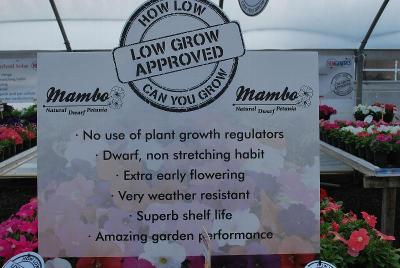 HOW LOW
LOW GROW
APPROVED
CAN YOU GROW
Mambo
Natural Dwarf Petunia
Mambo
Natural Dwarf Petunia
· No use of plant growth regulators
· Dwarf, non stretching habit
· Extra early flowering
· Very weather resistant
· Superb shelf life
· Amazing garden performance